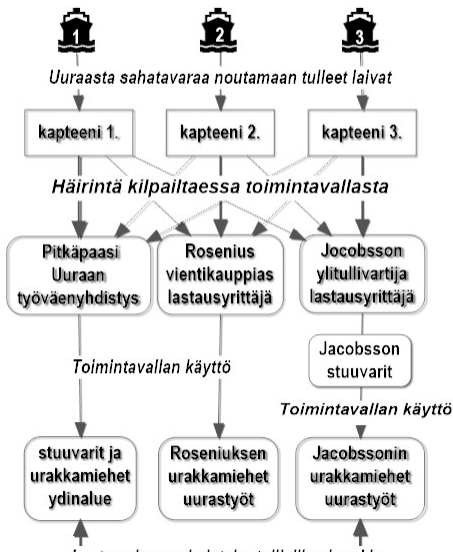 1 2 3
Uuraasta sahatavaraa noutamaan tulleet laivat
kapteeni 1. kapteeni 2. kapteeni 3.
Häirintä kilpailtaessa toimintavallasta
Pitkäpaasi
Uuraan
työväenyhdistys
Rosenius
vientikauppias
lastausyrittäjä
Jocobsson
ylitullivartija
lastausyrittäjä
Jacobsson
stuuvarit
Toimintavallan käyttö
Toimintavallan käyttö
stuuvarit ja
urakkamiehet
ydinalue
Roseniuksen
urakkamiehet
uurastyöt
Jacobssonin
urakkamiehet
uurastyöt